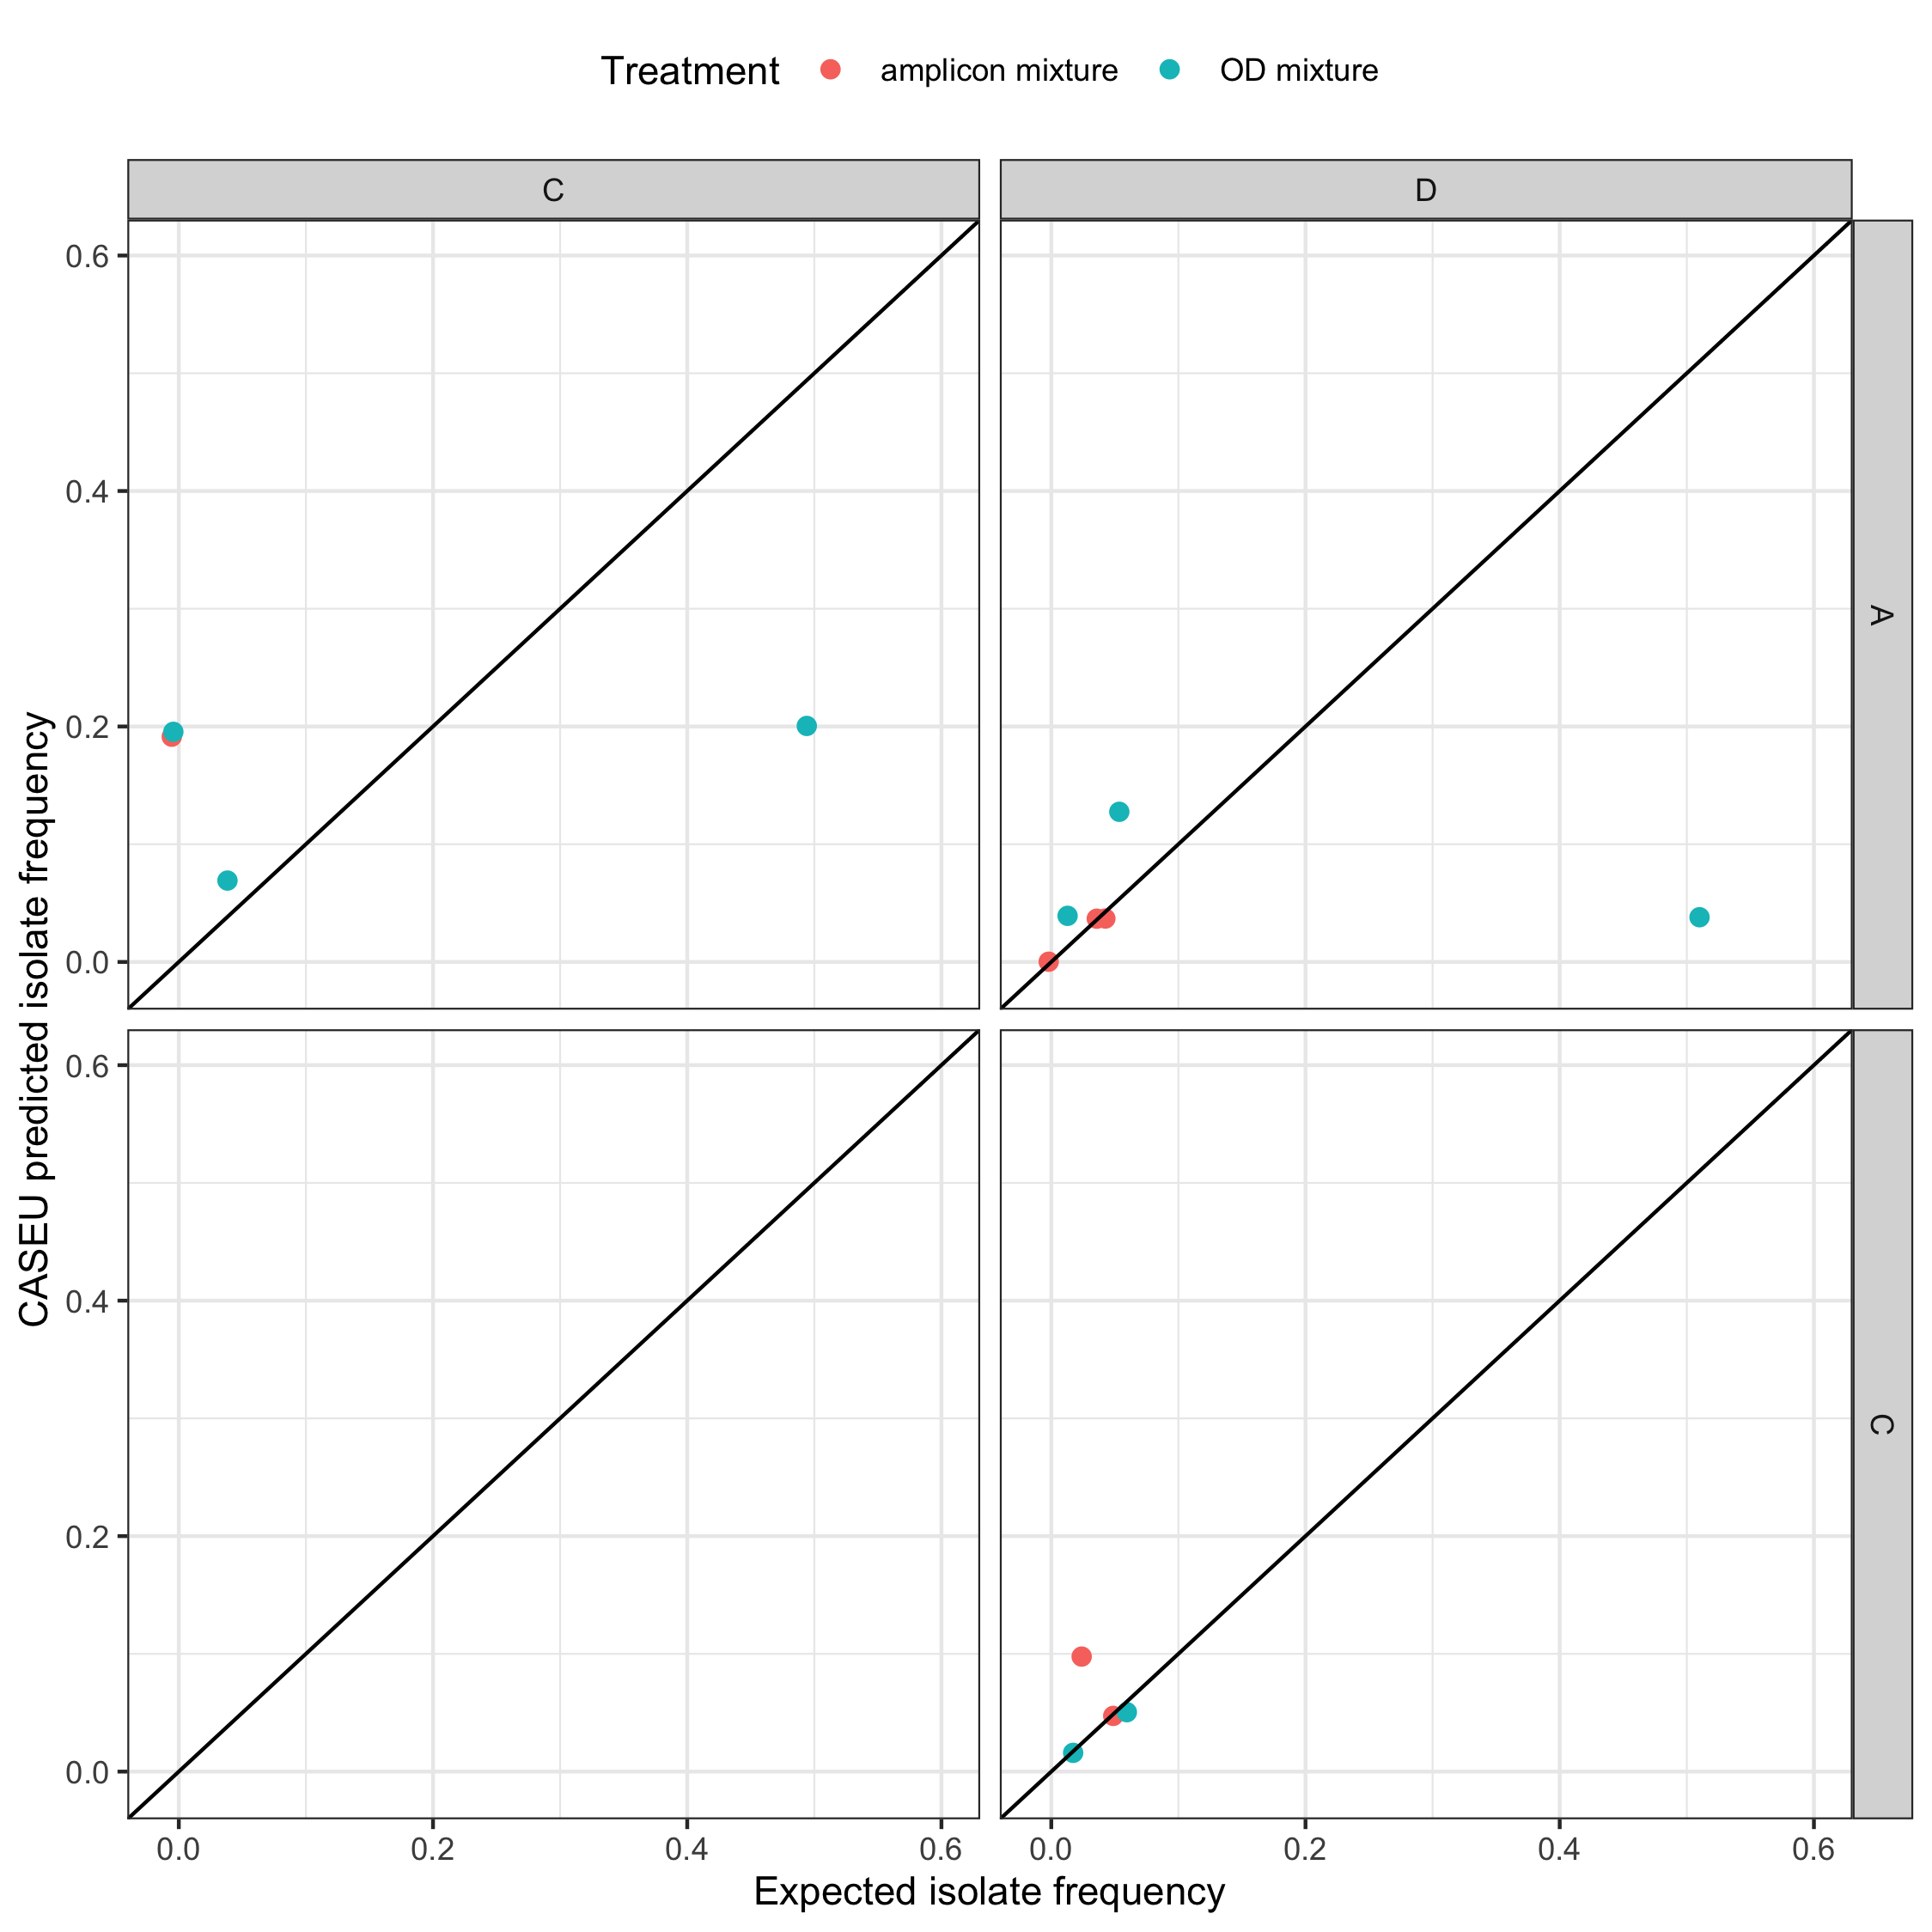 Treatment amplicon mixture OD mixture
C D
0.6
0.4
0.2
0.0
A
CASEU predicted isolate frequency
0.6
0.4
0.2
0.0
C
0.0 0.2 0.4 0.6 0.0 0.2 0.4 0.6
Expected isolate frequency